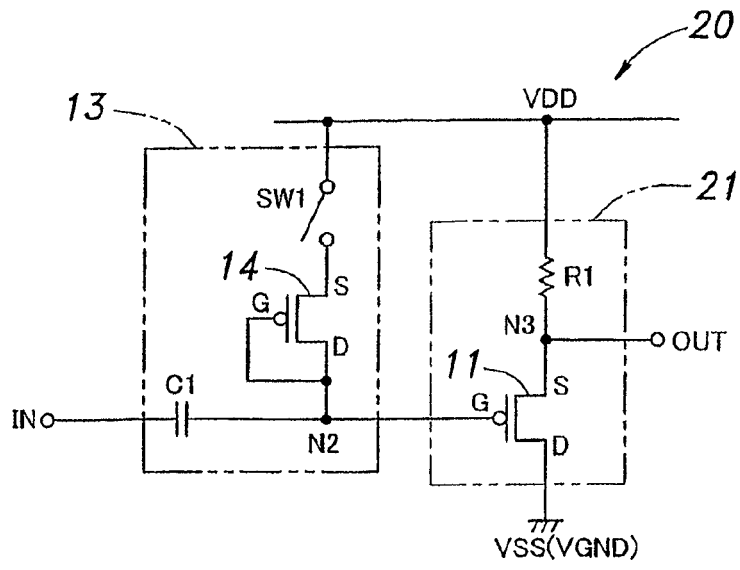 20
13
VDD
SW1
21
14
S
G
R1
D
N3
OUT
11
S
C1
G
IN
N2
D
VSS(VGND)